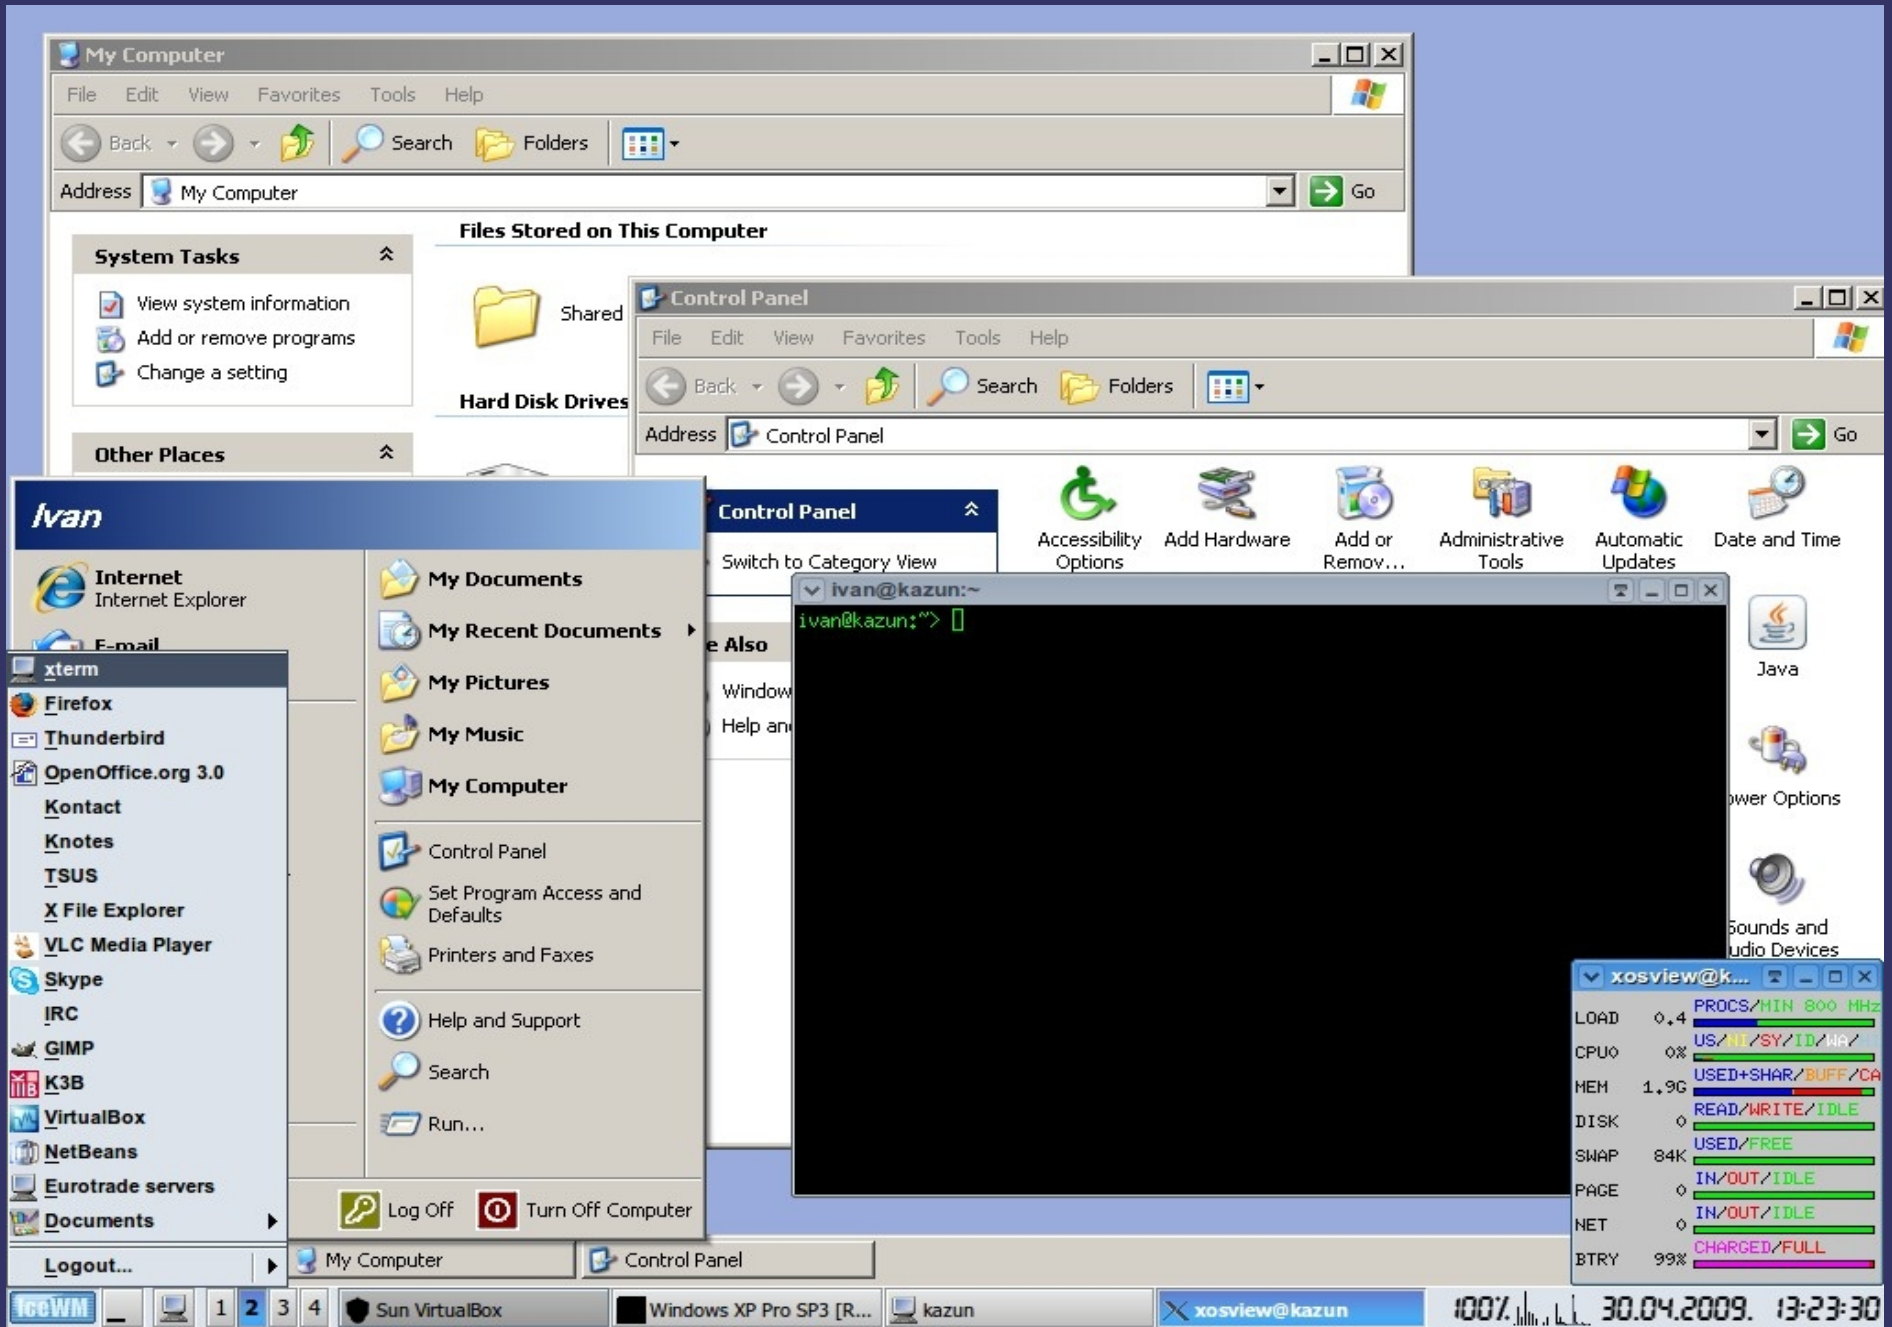 My Computer
File Edit View Favorites Tools Help
Back Search Folders
Address My Computer Go
System Tasks
View system information
Add or remove programs
Change a setting
Other Places
Files Stored on This Computer
Shared
Hard Disk Drives
Control Panel
File Edit View Favorites Tools Help
Back Search Folders
Address Control Panel Go
Control Panel
Switch to Category View
e Also
Window
Help an
Accessibility
Options
Add Hardware
Add or
Remov...
Administrative
Tools
Automatic
Updates
Date and Time
Java
ower Options
Sounds and
udio Devices
Ivan
Internet
Internet Explorer
E-mail
My Documents
My Recent Documents
My Pictures
My Music
My Computer
Control Panel
Set Program Access and
Defaults
Printers and Faxes
Help and Support
Search
Run...
Log Off Turn Off Computer
xterm
Firefox
Thunderbird
OpenOffice.org 3.0
Kontact
Knotes
TSUS
X File Explorer
VLC Media Player
Skype
IRC
GIMP
K3B
VirtualBox
NetBeans
Eurotrade servers
Documents
Logout...
ivan@kazun:~
ivan@kazun:~>
xosview@k...
PROCS/MIN 800 MHz
LOAD 0.4
US/NI/SY/ID/WA/
CPU0 0%
USED+SHAR/BUFF/CA
MEM 1.9G
READ/WRITE/IDLE
DISK 0
USED/FREE
SWAP 84K
IN/OUT/IDLE
PAGE 0
IN/OUT/IDLE
NET 0
CHARGED/FULL
BTRY 99%
My Computer Control Panel
IceWM 1 2 3 4 Sun VirtualBox Windows XP Pro SP3 [R... kazun xosview@kazun 100% 30.04.2009. 13:23:30